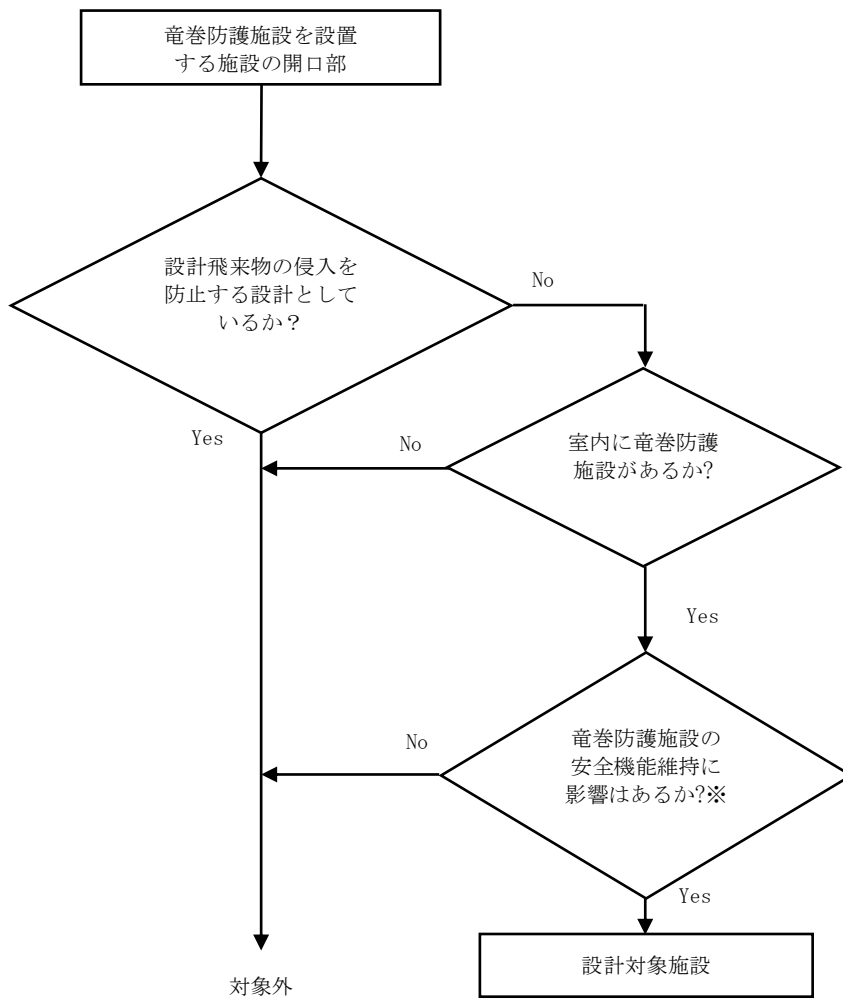 竜巻防護施設を設置
する施設の開口部
設計飛来物の侵入を
防止する設計として
いるか？
No
Yes
No
室内に竜巻防護
施設があるか?
Yes
No
竜巻防護施設の
安全機能維持に
影響はあるか?※
Yes
対象外
設計対象施設